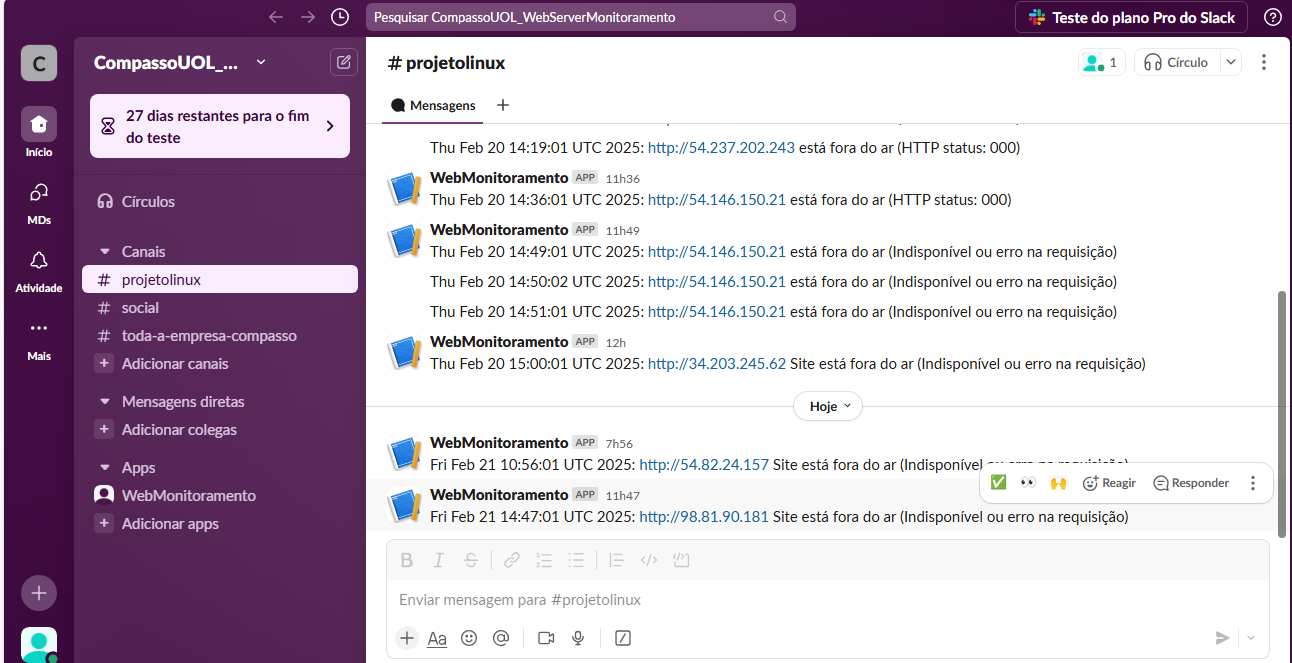 Pesquisar CompassoUOL_WebServerMonitoramento
Teste do plano Pro do Slack
C
Início
MDs
Atividade
Mais
CompassoUOL_...
27 dias restantes para o fim
do teste
Círculos
Canais
# projetolinux
# social
# toda-a-empresa-compasso
+ Adicionar canais
Mensagens diretas
+ Adicionar colegas
Apps
WebMonitoramento
+ Adicionar apps
# projetolinux
1
Círculo
Mensagens
Thu Feb 20 14:19:01 UTC 2025: http://54.237.202.243 está fora do ar (HTTP status: 000)
WebMonitoramento APP 11h36
Thu Feb 20 14:36:01 UTC 2025: http://54.146.150.21 está fora do ar (HTTP status: 000)
WebMonitoramento APP 11h49
Thu Feb 20 14:49:01 UTC 2025: http://54.146.150.21 está fora do ar (Indisponível ou erro na requisição)
Thu Feb 20 14:50:02 UTC 2025: http://54.146.150.21 está fora do ar (Indisponível ou erro na requisição)
Thu Feb 20 14:51:01 UTC 2025: http://54.146.150.21 está fora do ar (Indisponível ou erro na requisição)
WebMonitoramento APP 12h
Thu Feb 20 15:00:01 UTC 2025: http://34.203.245.62 Site está fora do ar (Indisponível ou erro na requisição)
Hoje
WebMonitoramento APP 7h56
Fri Feb 21 10:56:01 UTC 2025: http://54.82.24.157 Site está fora do ar (Indisponível ou erro na requisição)
Reagir
Responder
WebMonitoramento APP 11h47
Fri Feb 21 14:47:01 UTC 2025: http://98.81.90.181 Site está fora do ar (Indisponível ou erro na requisição)
B I S
Enviar mensagem para #projetolinux
Aa